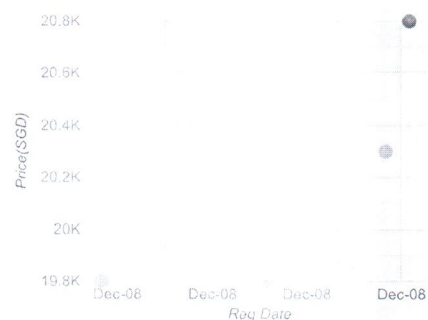 20.8K
20.6K
20.4K
20.2K
20K
19.8K
Price(SGD)
Dec-08 Dec-08 Dec-08 Dec-08
Reg Date